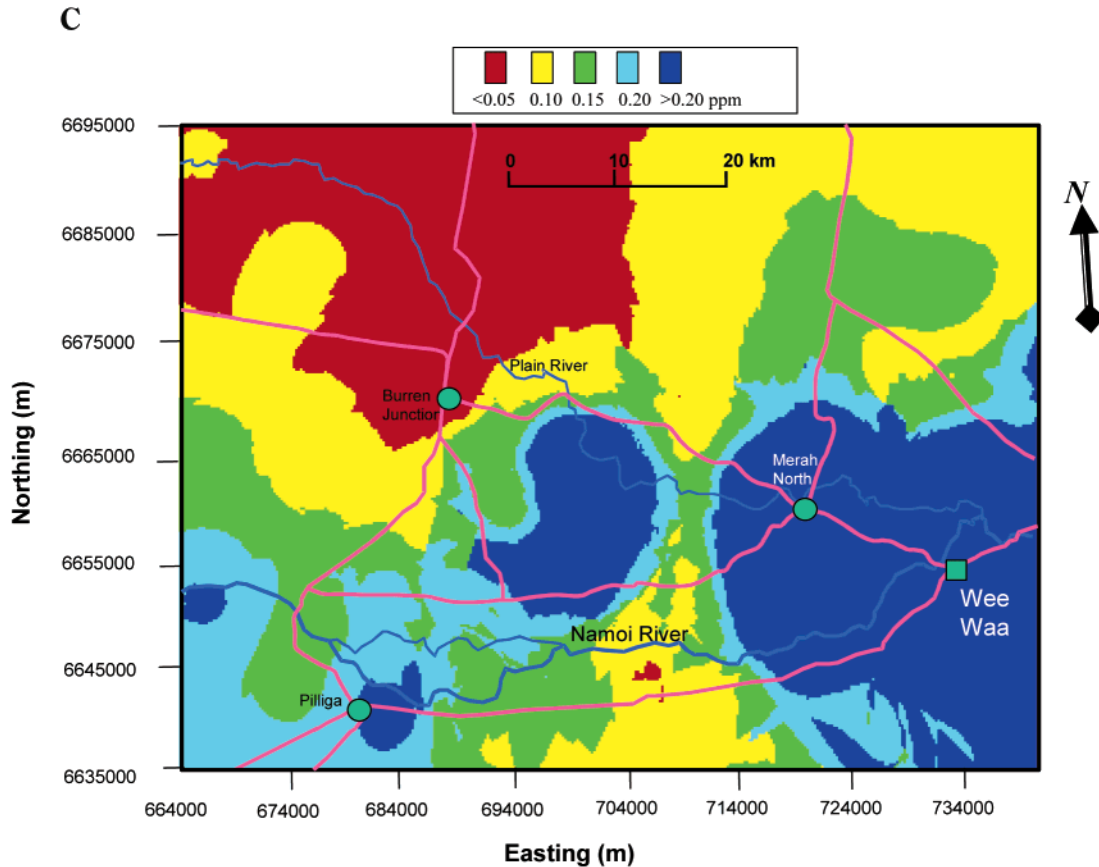 C
<0.05 0.10 0.15 0.20 >0.20 ppm
6695000
0 10 20 km
N
6685000
6675000
Plain River
Burren
Junction
6665000
Merah
North
Northing (m)
6655000
Wee
Waa
Namoi River
6645000
Pilliga
6635000
664000 674000 684000 694000 704000 714000 724000 734000
Easting (m)